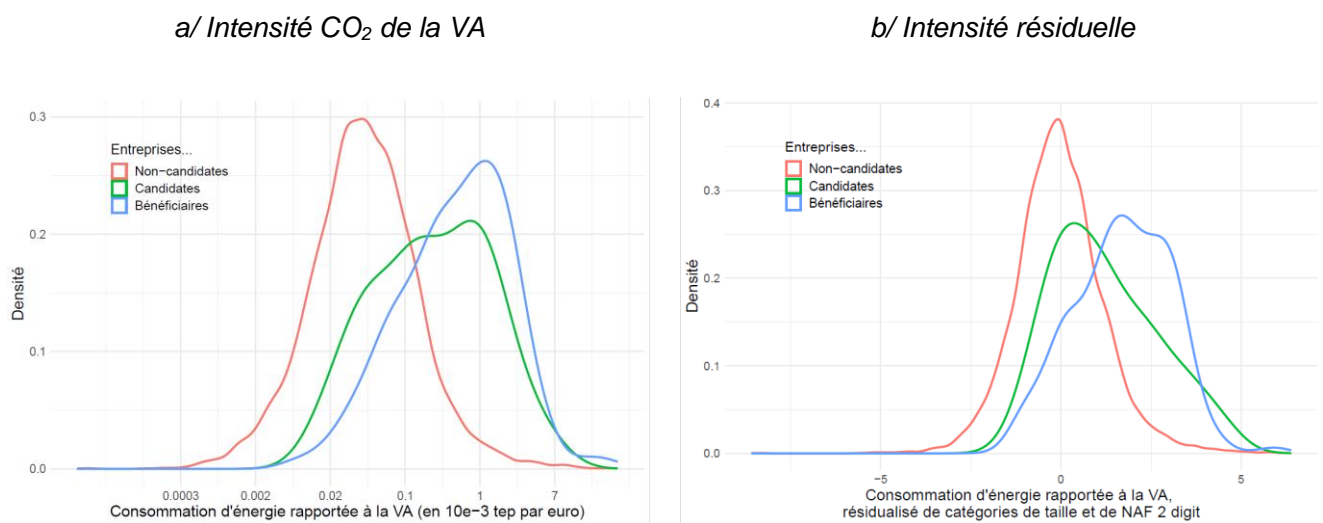 a/ Intensité CO₂ de la VA
b/ Intensité résiduelle
0.3
0.2
0.1
0.0
Densité
Entreprises...
Non-candidates
Candidates
Bénéficiaires
0.0003 0.002 0.02 0.1 1 7
Consommation d'énergie rapportée à la VA (en 10e−3 tep par euro)
0.4
0.3
0.2
0.1
0.0
Densité
Entreprises...
Non-candidates
Candidates
Bénéficiaires
−5 0 5
Consommation d'énergie rapportée à la VA,
résidualisé de catégories de taille et de NAF 2 digit